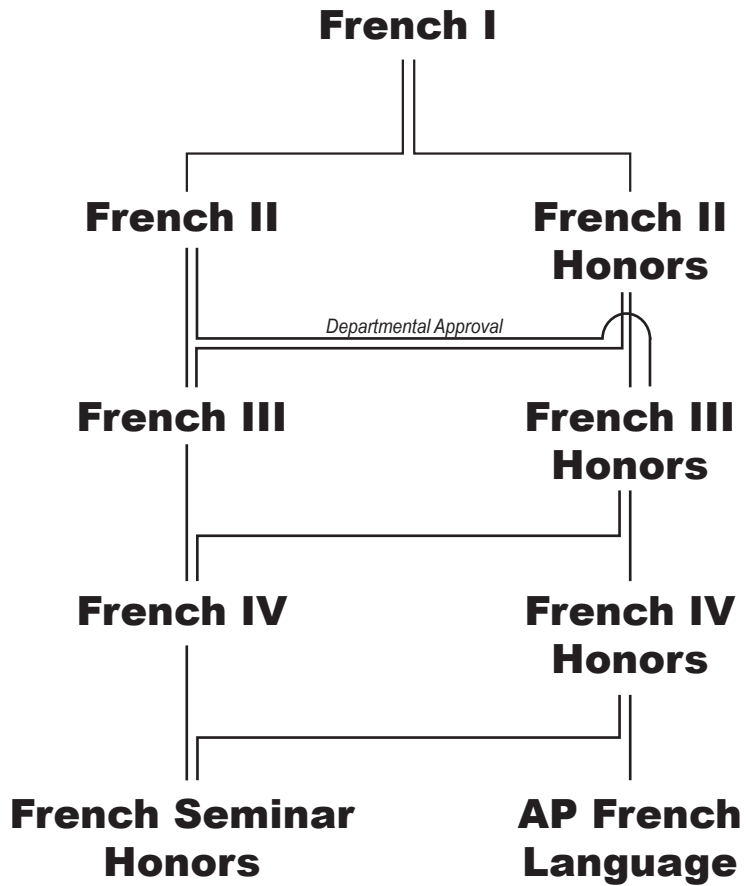 French I
French II
French II
Honors
Departmental Approval
French III
French III
Honors
French IV
French IV
Honors
French Seminar
Honors
AP French
Language